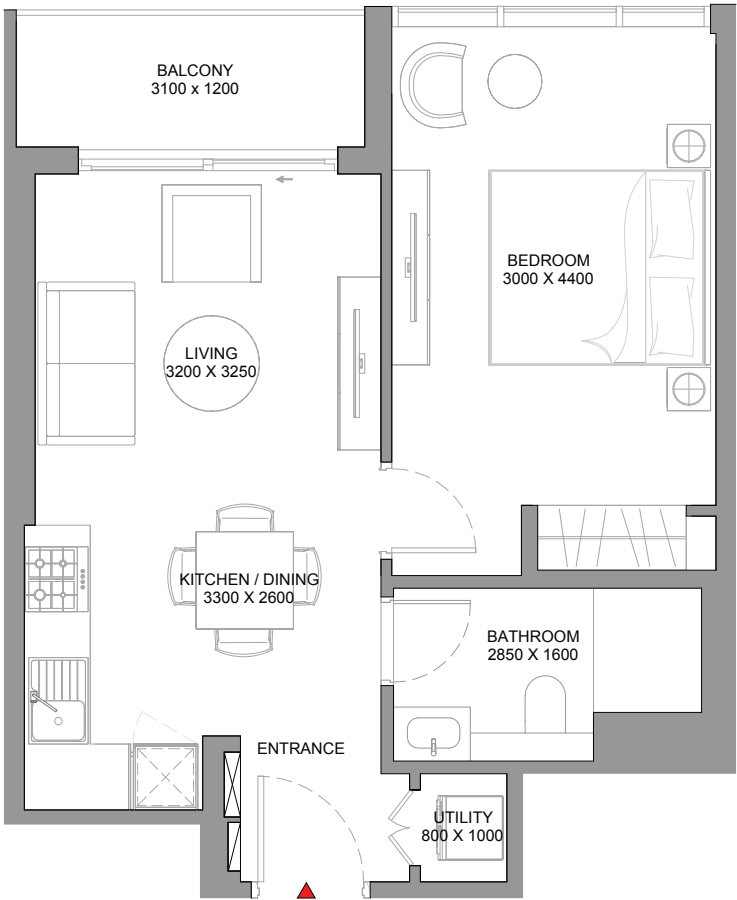 BALCONY
3100 x 1200
BEDROOM
3000 X 4400
LIVING
3200 X 3250
KITCHEN / DINING
3300 X 2600
BATHROOM
2850 X 1600
ENTRANCE
UTILITY
800 X 1000